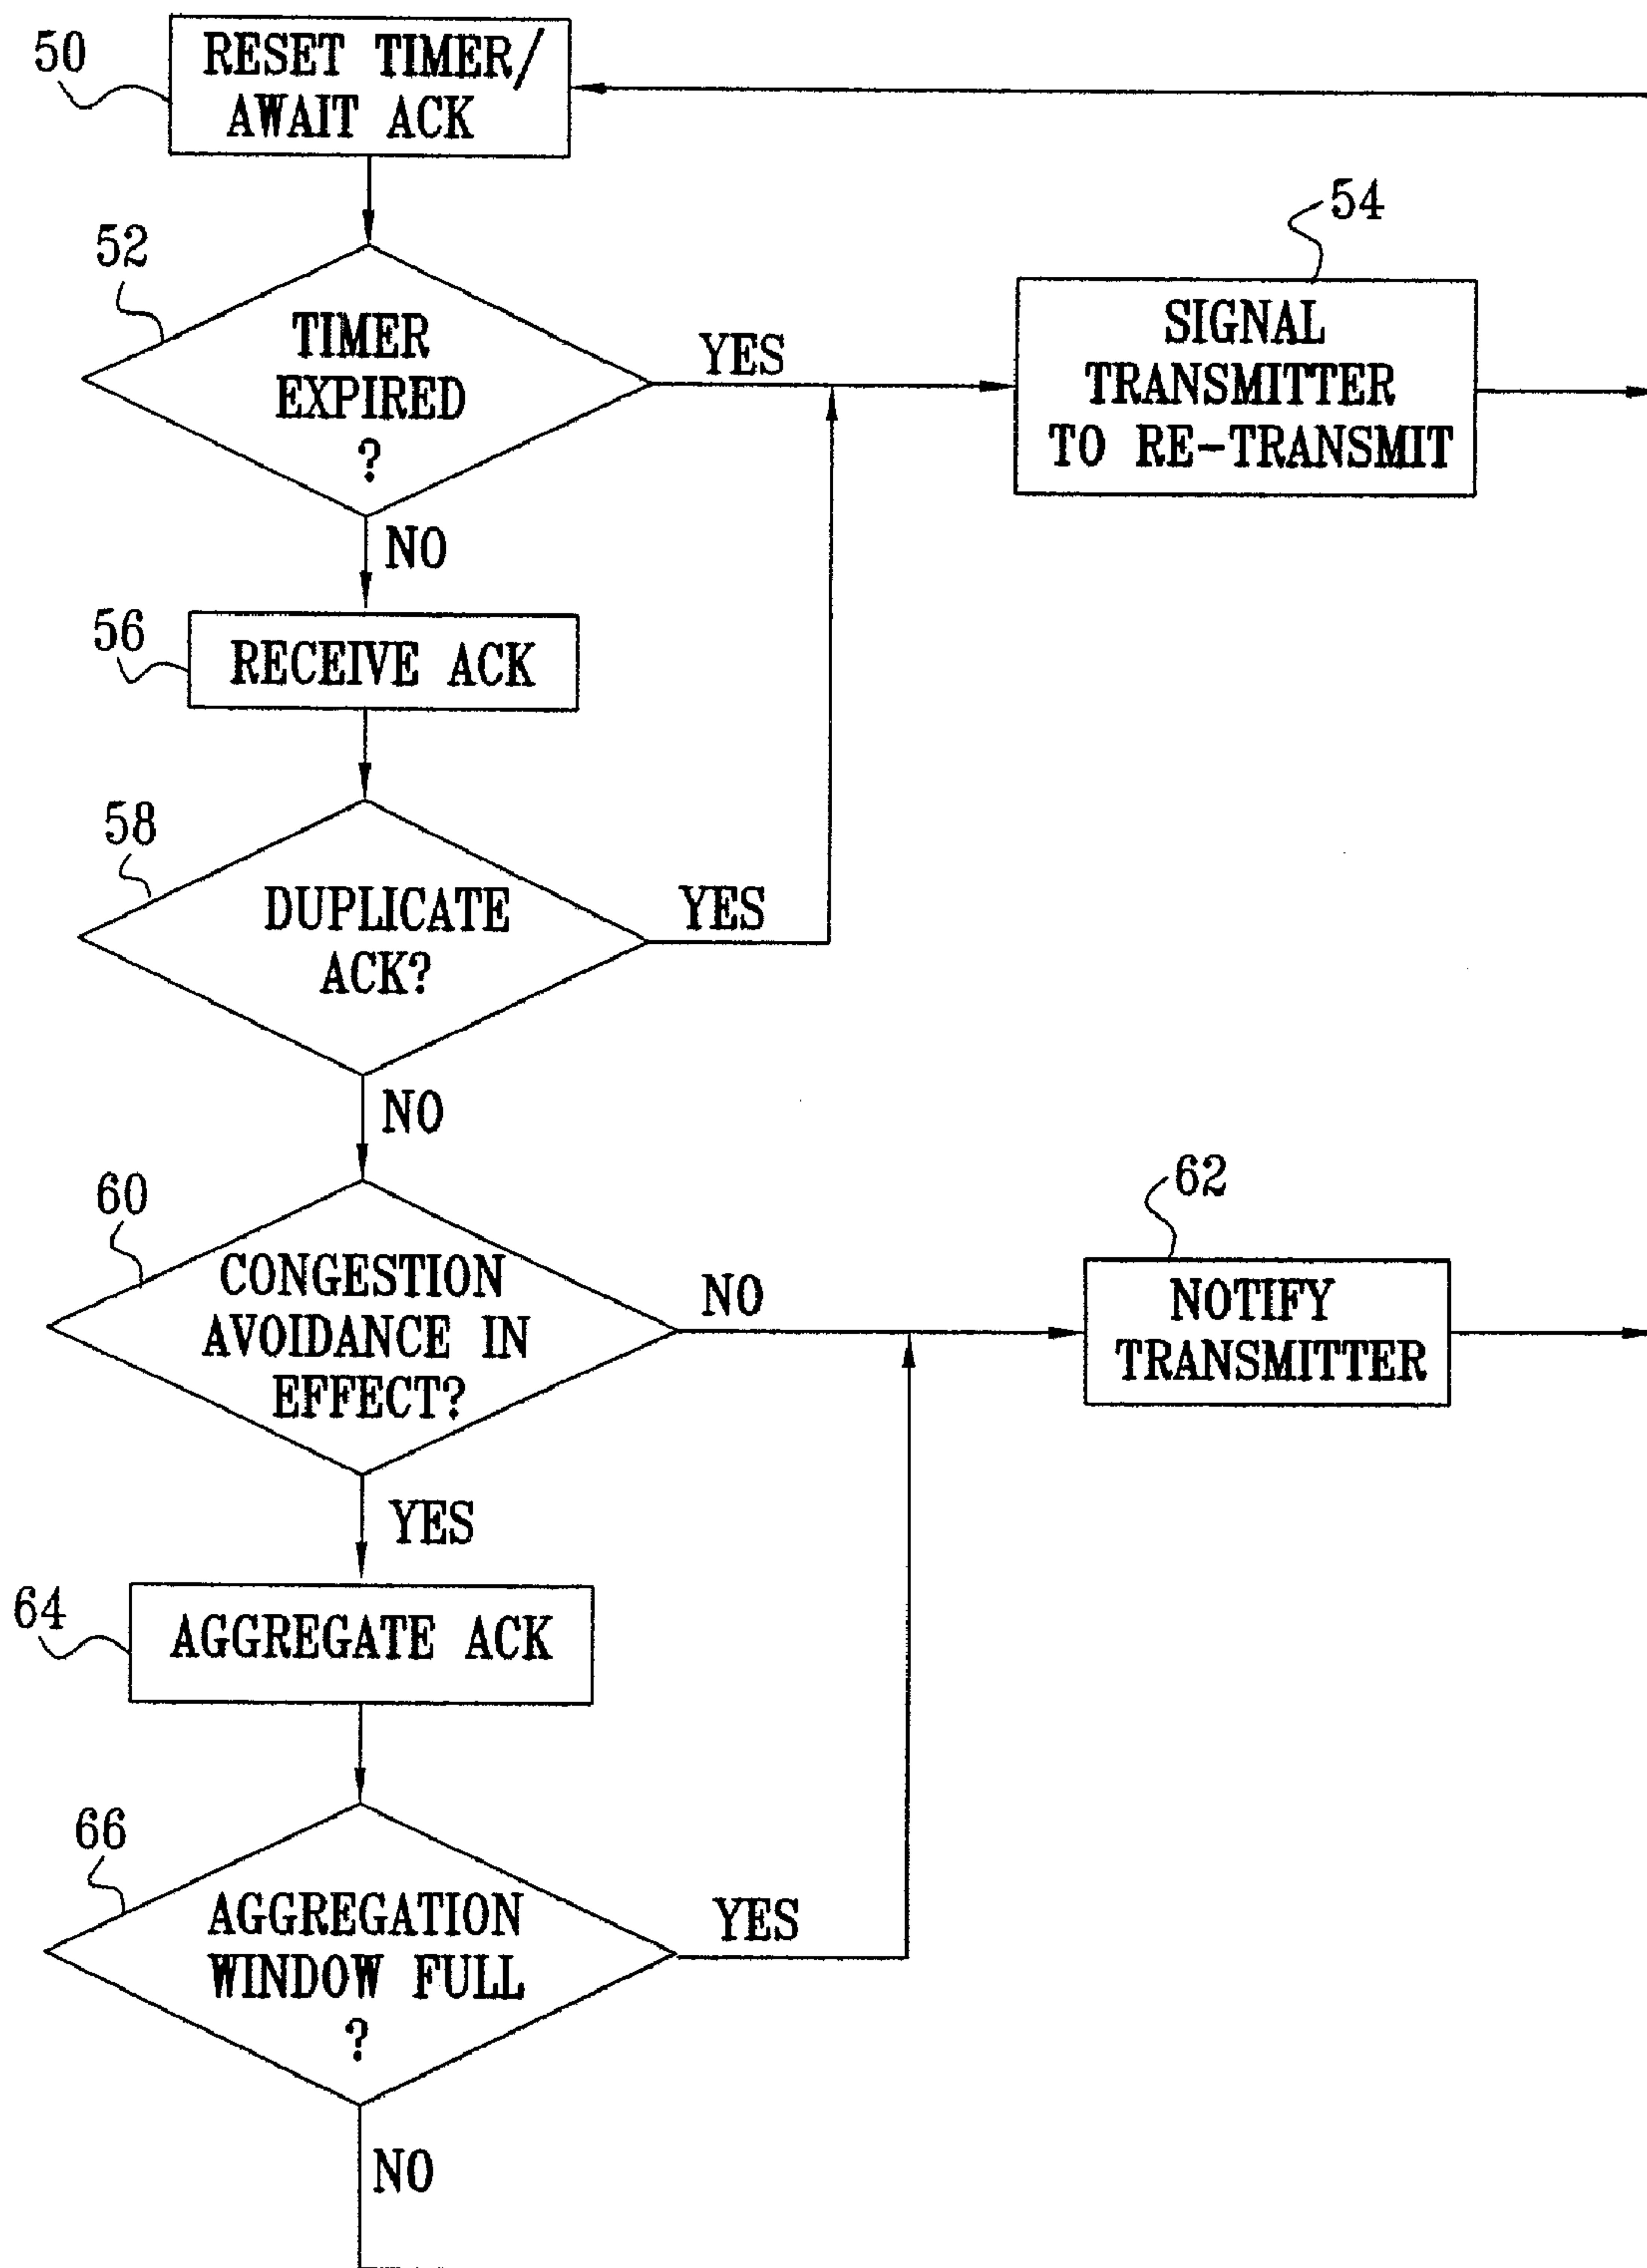 50
RESET TIMER/
AWAIT ACK
52
TIMER
EXPIRED
?
YES
54
SIGNAL
TRANSMITTER
TO RE-TRANSMIT
NO
56
RECEIVE ACK
58
DUPLICATE
ACK?
YES
NO
60
CONGESTION
AVOIDANCE IN
EFFECT?
NO
62
NOTIFY
TRANSMITTER
YES
64
AGGREGATE ACK
66
AGGREGATION
WINDOW FULL
?
YES
NO